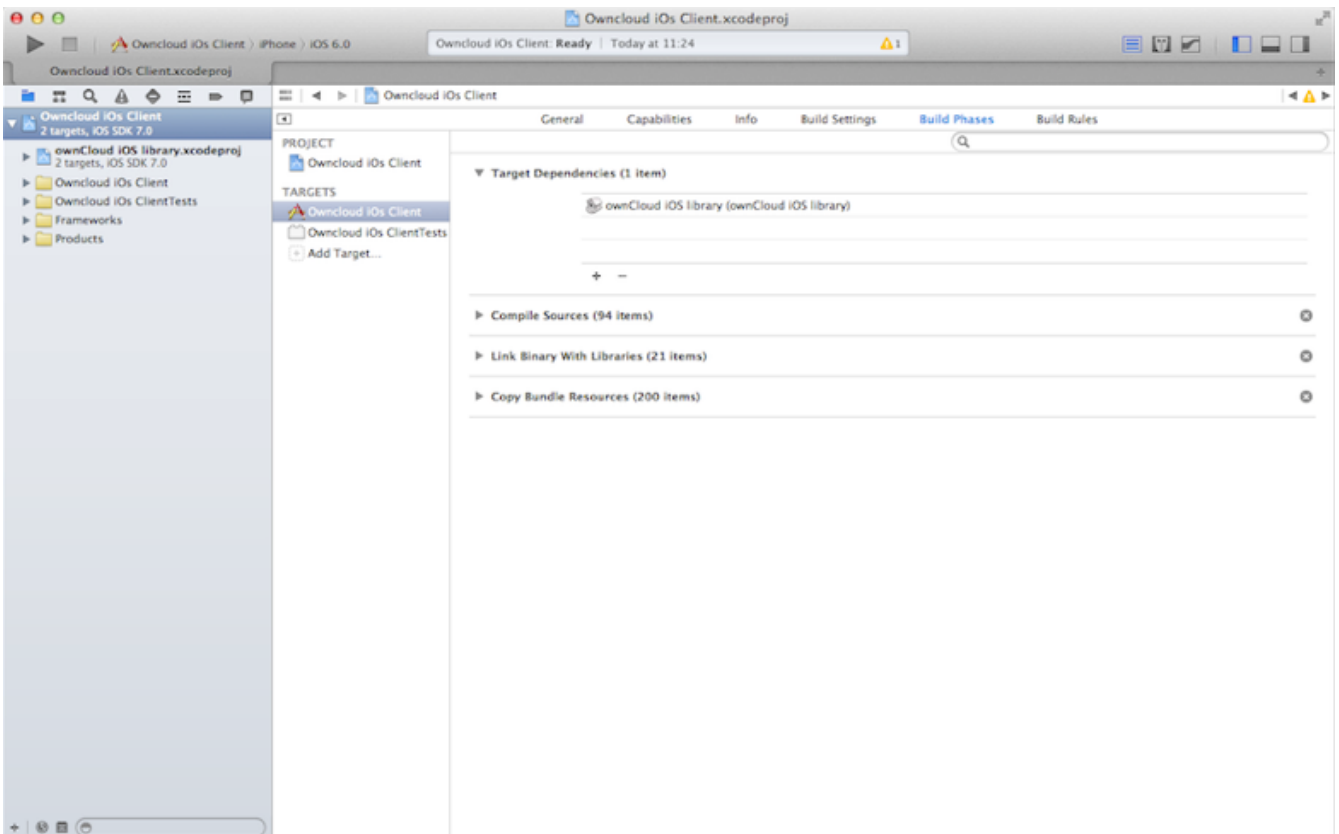 Owncloud iOs Client.xcodeproj
Owncloud iOs Client 〉 iPhone 〉 iOS 6.0
Owncloud iOs Client: Ready | Today at 11:24
1
Owncloud iOs Client.xcodeproj
Owncloud iOs Client
Owncloud iOs Client
2 targets, iOS SDK 7.0
ownCloud iOS library.xcodeproj
2 targets, iOS SDK 7.0
Owncloud iOs Client
Owncloud iOs ClientTests
Frameworks
Products
PROJECT
Owncloud iOs Client
TARGETS
Owncloud iOs Client
Owncloud iOs ClientTests
Add Target...
General Capabilities Info Build Settings Build Phases Build Rules
Target Dependencies (1 item)
ownCloud iOS library (ownCloud iOS library)
+ −
Compile Sources (94 items)
Link Binary With Libraries (21 items)
Copy Bundle Resources (200 items)